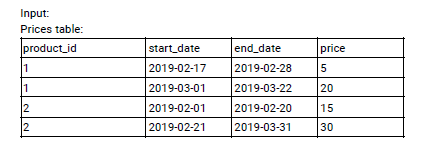 Input:
Prices table:
product_id start_date end_date price
1 2019-02-17 2019-02-28 5
1 2019-03-01 2019-03-22 20
2 2019-02-01 2019-02-20 15
2 2019-02-21 2019-03-31 30